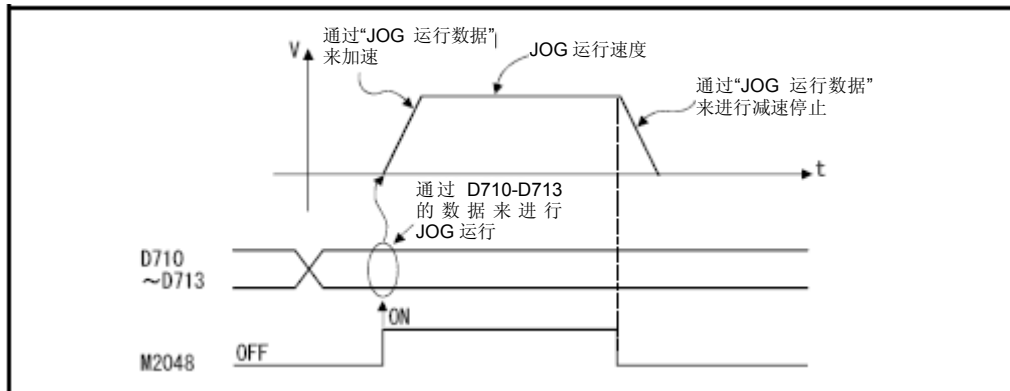 通过“JOG 运行数据”
来加速
V
JOG 运行速度
通过“JOG 运行数据”
来进行减速停止
t
通过 D710-D713
的数据来进行
JOG 运行
D710
～D713
ON
M2048
OFF